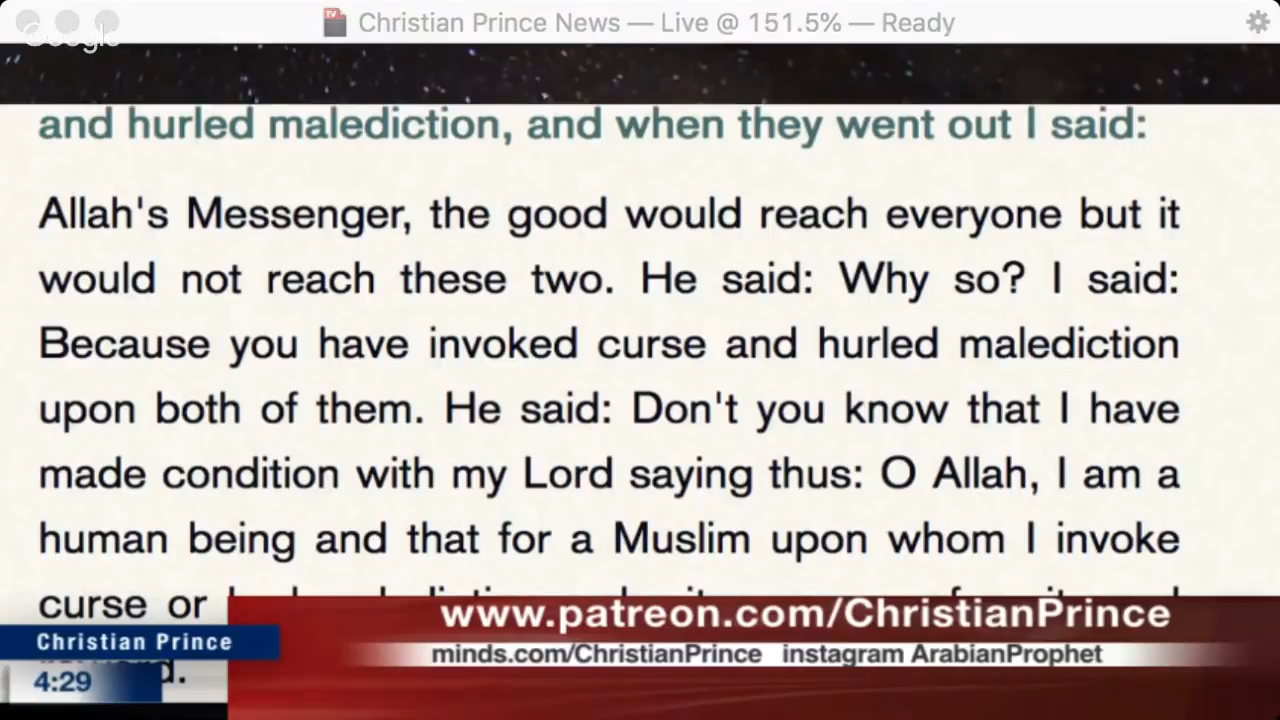 Christian Prince News — Live @ 151.5% — Ready
Google
and hurled malediction, and when they went out I said:
Allah's Messenger, the good would reach everyone but it
would not reach these two. He said: Why so? I said:
Because you have invoked curse and hurled malediction
upon both of them. He said: Don't you know that I have
made condition with my Lord saying thus: O Allah, I am a
human being and that for a Muslim upon whom I invoke
curse or
www.patreon.com/ChristianPrince
Christian Prince
minds.com/ChristianPrince instagram ArabianProphet
4:29